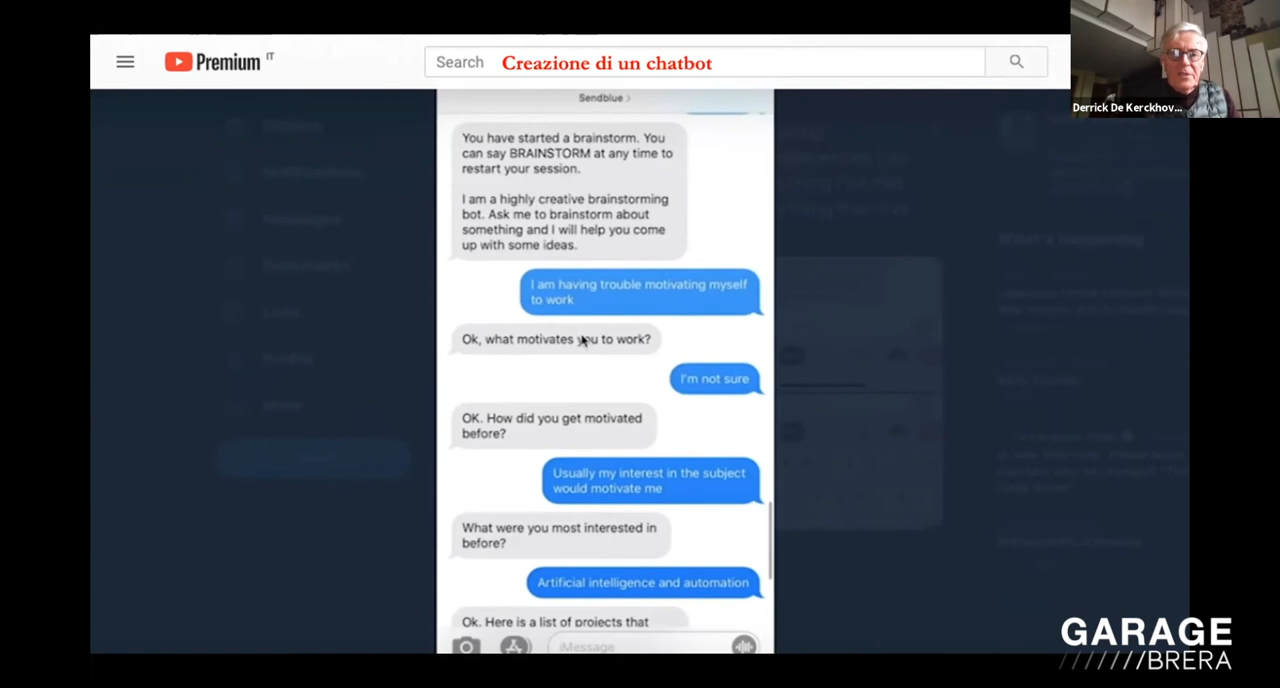 Premium IT
Search Creazione di un chatbot
Derrick De Kerckhov...
Sendblue >
You have started a brainstorm. You
can say BRAINSTORM at any time to
restart your session.
I am a highly creative brainstorming
bot. Ask me to brainstorm about
something and I will help you come
up with some ideas.
I am having trouble motivating myself
to work
Ok, what motivates you to work?
I'm not sure
OK. How did you get motivated
before?
Usually my interest in the subject
would motivate me
What were you most interested in
before?
Artificial intelligence and automation
Ok. Here is a list of projects that
iMessage
GARAGE
///////BRERA